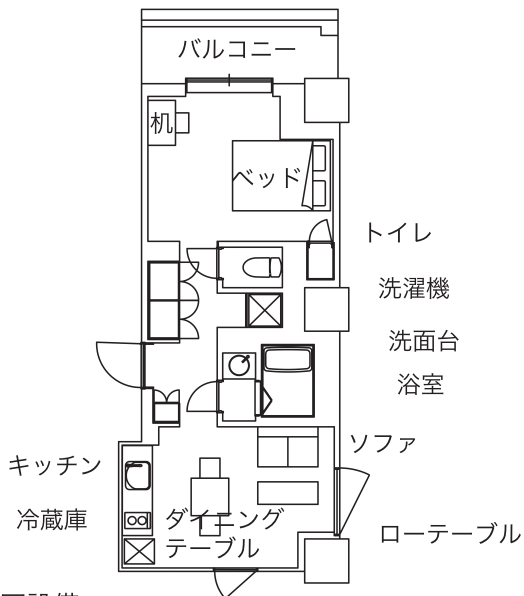 バルコニー
机
ベッド
トイレ
洗濯機
洗面台
浴室
ソファ
キッチン
冷蔵庫
ダイニング
テーブル
ローテーブル